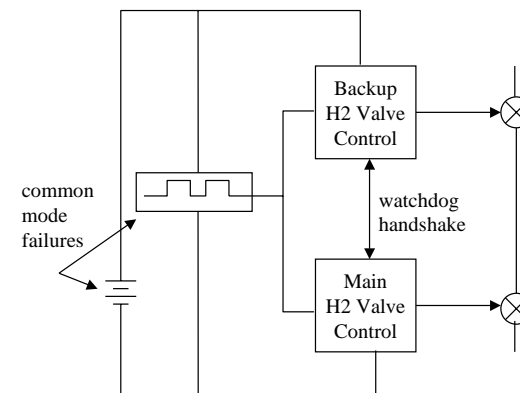 Backup
H2 Valve
Control
common
mode
failures
watchdog
handshake
Main
H2 Valve
Control